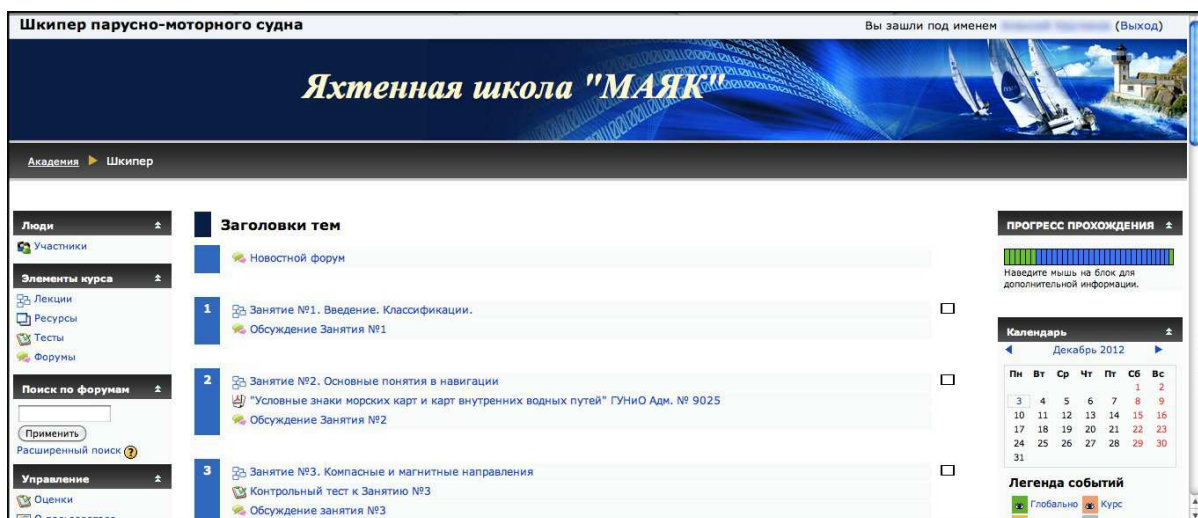 Шкипер парусно-моторного судна
Вы зашли под именем (Выход)
Яхтенная школа "МАЯК"
Академия ► Шкипер
Люди
Участники
Элементы курса
Лекции
Ресурсы
Тесты
Форумы
Поиск по форумам
Применить
Расширенный поиск ?
Управление
Оценки
Заголовки тем
Новостной форум
1
Занятие №1. Введение. Классификации.
Обсуждение Занятия №1
2
Занятие №2. Основные понятия в навигации
"Условные знаки морских карт и карт внутренних водных путей" ГУНиО Адм. № 9025
Обсуждение Занятия №2
3
Занятие №3. Компасные и магнитные направления
Контрольный тест к Занятию №3
Обсуждение занятия №3
ПРОГРЕСС ПРОХОЖДЕНИЯ
Наведите мышь на блок для
дополнительной информации.
Календарь
Декабрь 2012
Пн Вт Ср Чт Пт Сб Вс
1 2
3 4 5 6 7 8 9
10 11 12 13 14 15 16
17 18 19 20 21 22 23
24 25 26 27 28 29 30
31
Легенда событий
Глобально Курс